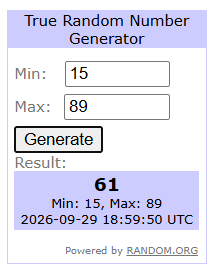 True Random Number
Generator
Min: 15
Max: 89
Generate
Result:
61
Min: 15, Max: 89
2026-09-29 18:59:50 UTC
Powered by RANDOM.ORG